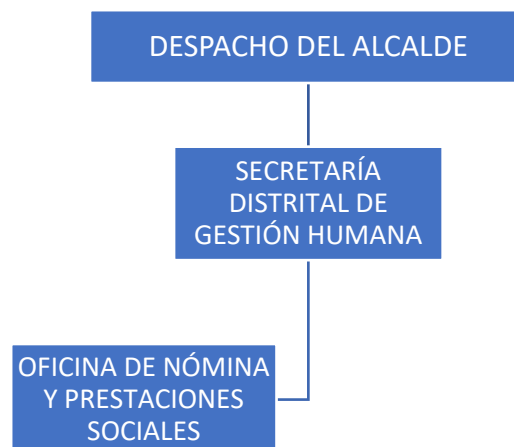 DESPACHO DEL ALCALDE
SECRETARÍA
DISTRITAL DE
GESTIÓN HUMANA
OFICINA DE NÓMINA
Y PRESTACIONES
SOCIALES